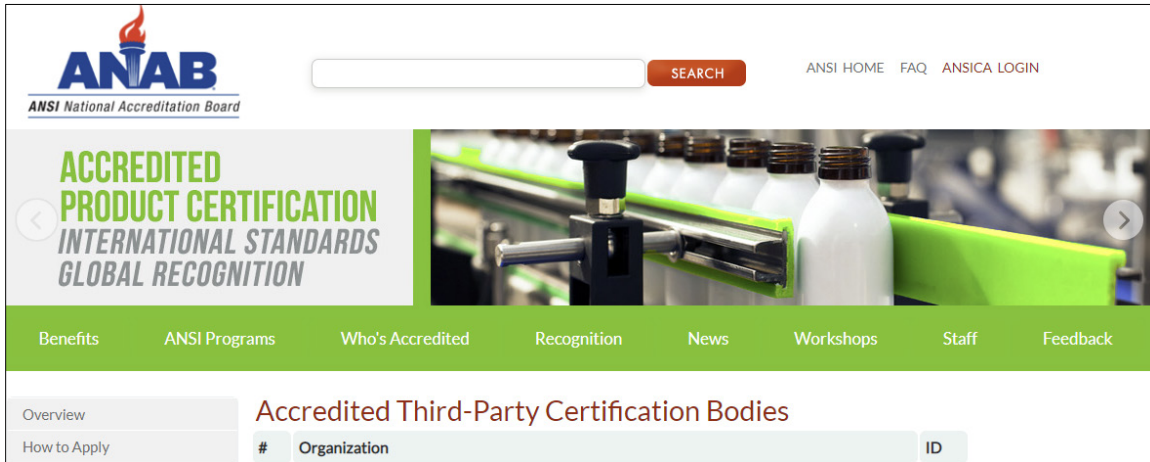 ANAB
ANSI National Accreditation Board
SEARCH
ANSI HOME FAQ ANSICA LOGIN
ACCREDITED
PRODUCT CERTIFICATION
INTERNATIONAL STANDARDS
GLOBAL RECOGNITION
Benefits ANSI Programs Who's Accredited Recognition News Workshops Staff Feedback
Overview
How to Apply
Accredited Third-Party Certification Bodies
# Organization ID